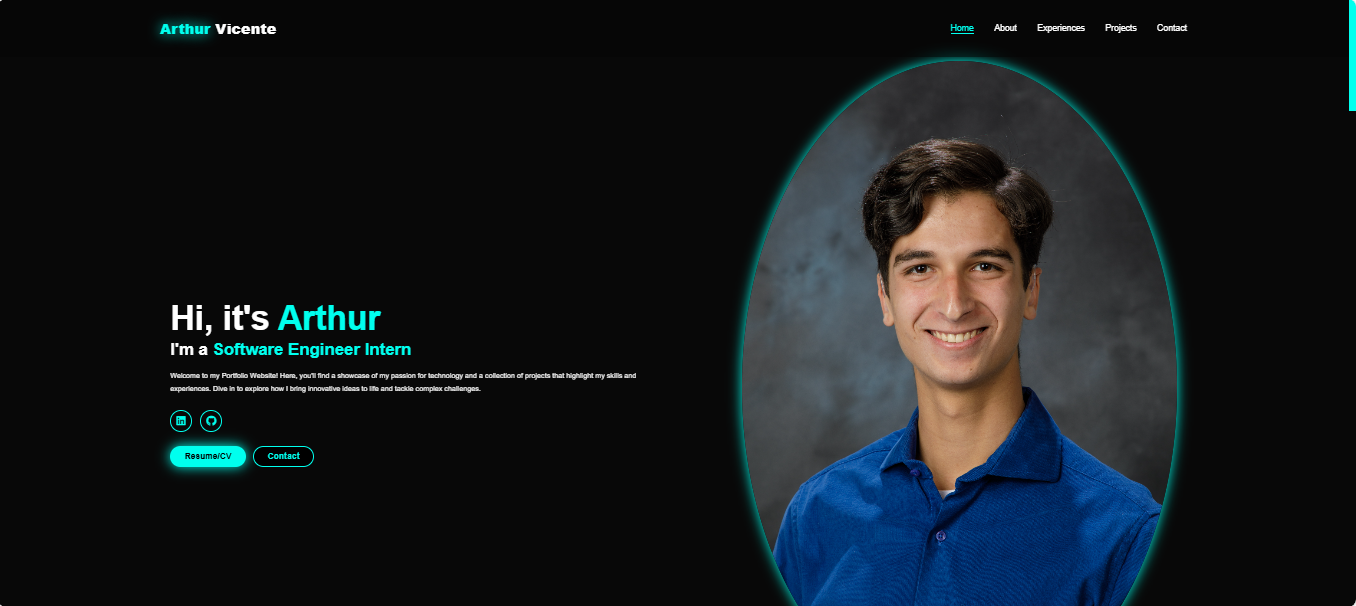 Arthur Vicente
Home About Experiences Projects Contact
Hi, it's Arthur
I'm a Software Engineer Intern
Welcome to my Portfolio Website! Here, you'll find a showcase of my passion for technology and a collection of projects that highlight my skills and
experiences. Dive in to explore how I bring innovative ideas to life and tackle complex challenges.
in
Resume/CV Contact